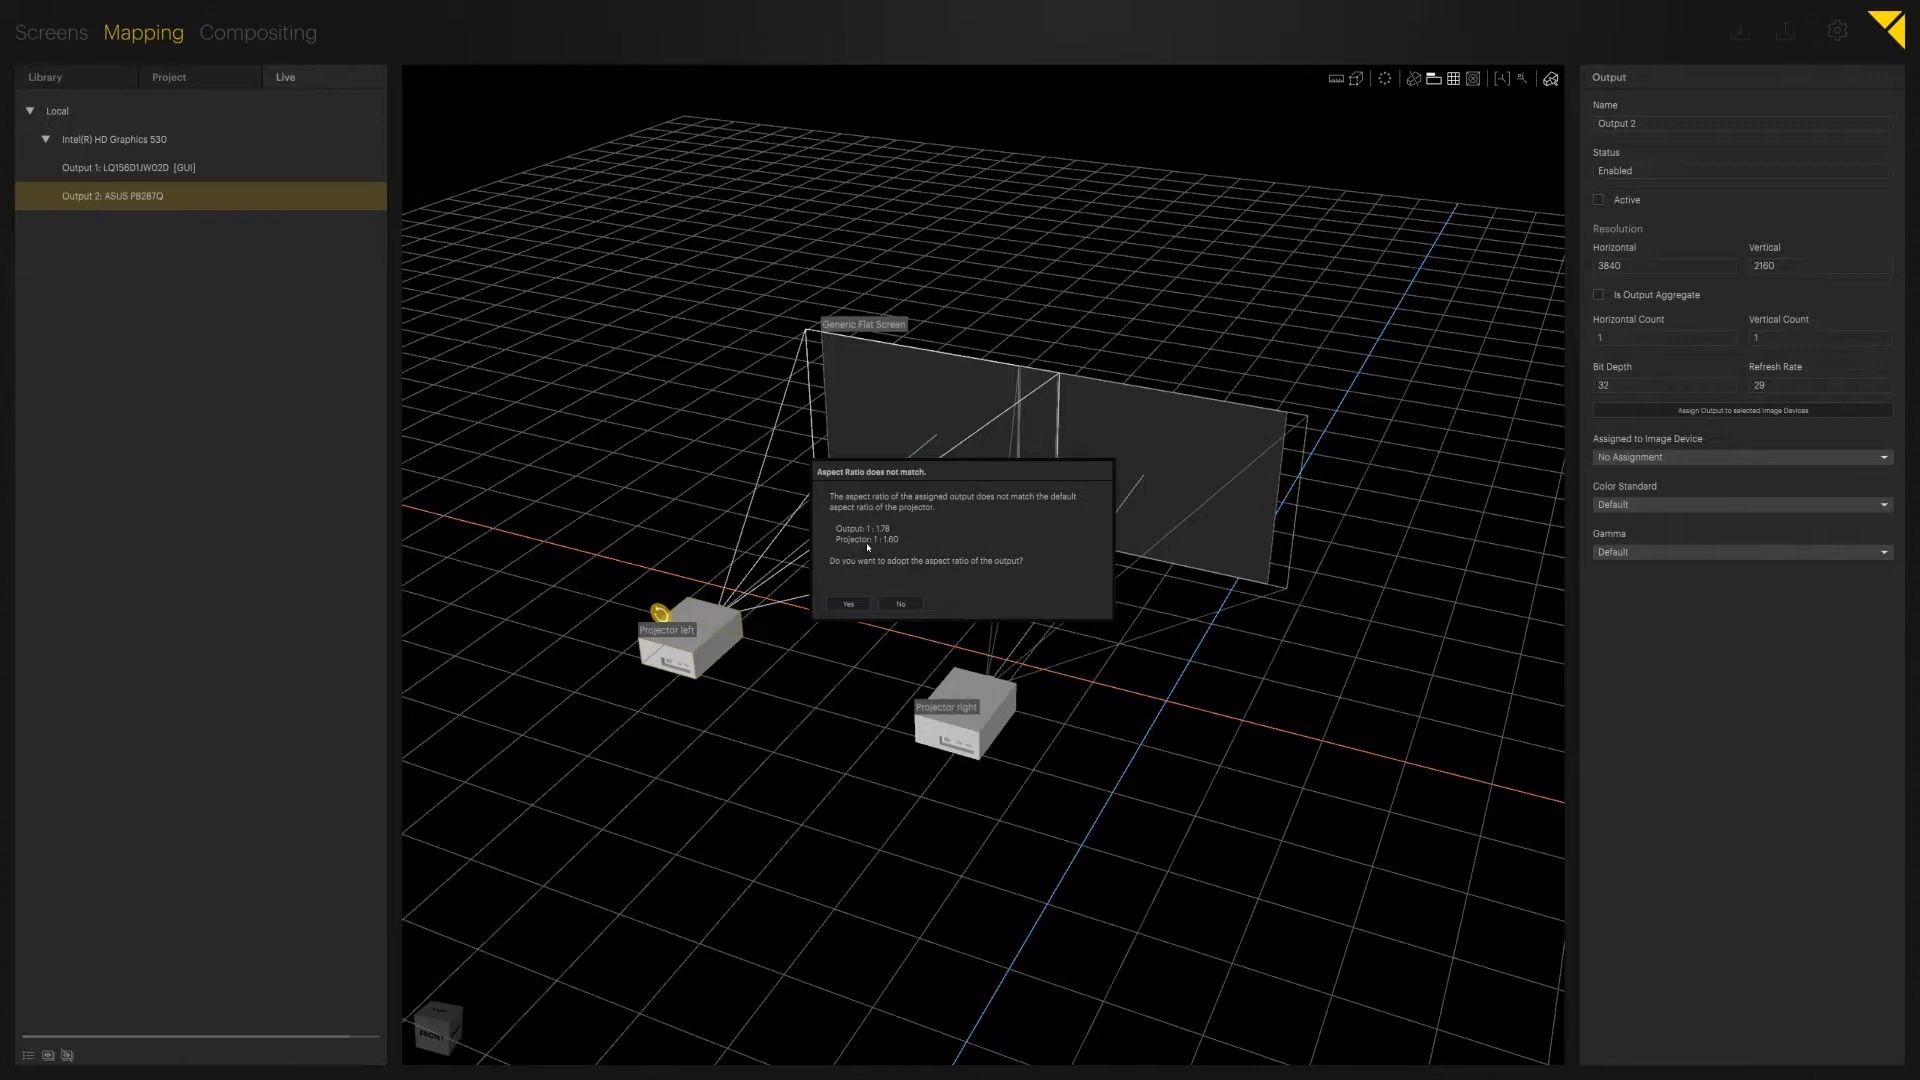 Screens Mapping Compositing
Library Project Live
Local
Intel(R) HD Graphics 530
Output 1: LQ156D1JW02D [GUI]
Output 2: ASUS PB287Q
Generic Flat Screen
Aspect Ratio does not match.
The aspect ratio of the assigned output does not match the default
aspect ratio of the projector.
Output: 1 : 1.78
Projector: 1 : 1.60
Do you want to adopt the aspect ratio of the output?
Yes No
Projector left
Projector right
FRONT
Output
Name
Output 2
Status
Enabled
Active
Resolution
Horizontal Vertical
3840 2160
Is Output Aggregate
Horizontal Count Vertical Count
1 1
Bit Depth Refresh Rate
32 29
Assign Output to selected Image Devices
Assigned to Image Device
No Assignment
Color Standard
Default
Gamma
Default